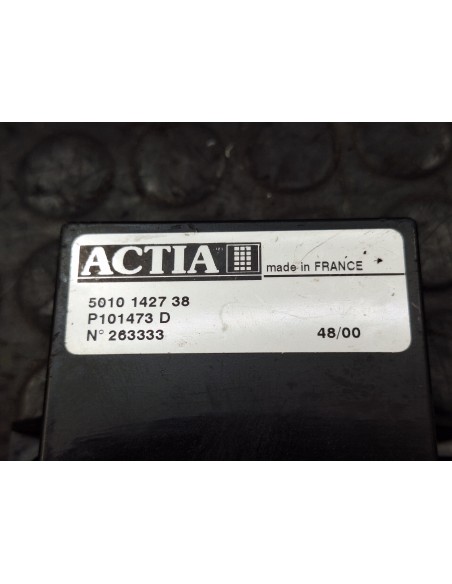 ACTIA made in FRANCE
5010 1427 38
P101473 D
N° 263333 48/00